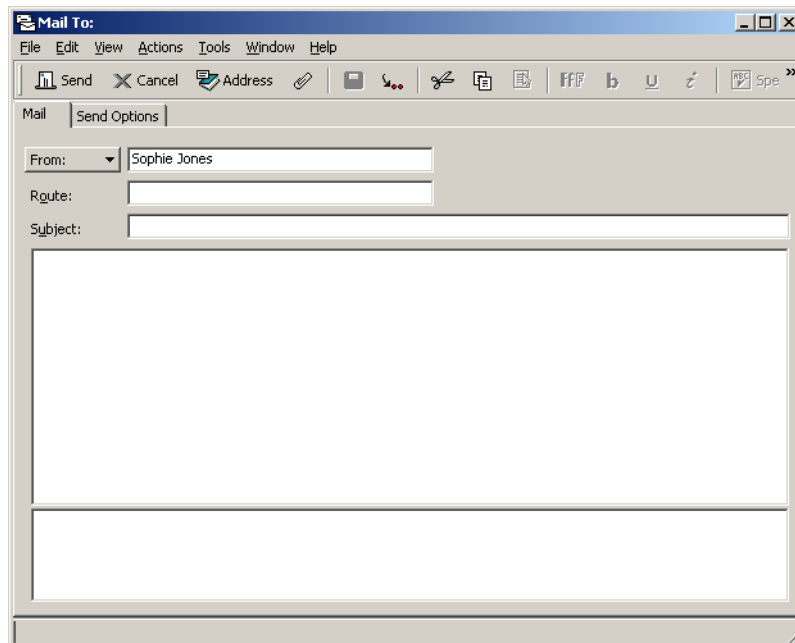 Mail To:
File Edit View Actions Tools Window Help
Send Cancel Address b u i Spe
Mail Send Options
From: Sophie Jones
Route:
Subject: